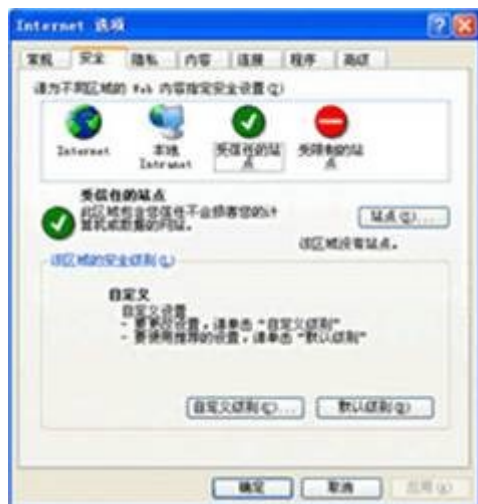 Internet 选项
常规 安全 隐私 内容 连接 程序 高级
请为不同区域的 Web 内容指定安全设置(Z)
Internet 本地 Intranet 受信任的站点 受限制的站点
受信任的站点
此区域包含您信任不会损害您的计
算机或数据的网站。
站点(S)...
该区域没有站点。
该区域的安全级别(L)
自定义
自定义设置
- 要更改设置，请单击“自定义级别”
- 要使用推荐的设置，请单击“默认级别”
自定义级别(C)... 默认级别(D)
确定 取消 应用(A)